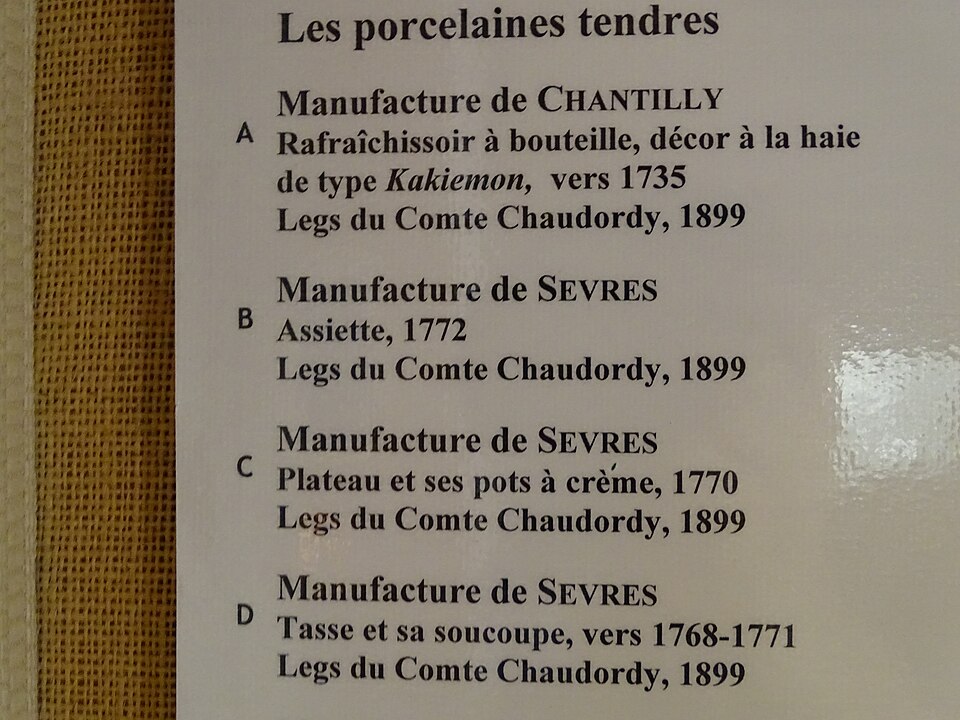 Les porcelaines tendres
Manufacture de CHANTILLY
A Rafraîchissoir à bouteille, décor à la haie
de type Kakiemon, vers 1735
Legs du Comte Chaudordy, 1899
Manufacture de SEVRES
B Assiette, 1772
Legs du Comte Chaudordy, 1899
Manufacture de SEVRES
C Plateau et ses pots à crème, 1770
Legs du Comte Chaudordy, 1899
Manufacture de SEVRES
D Tasse et sa soucoupe, vers 1768-1771
Legs du Comte Chaudordy, 1899